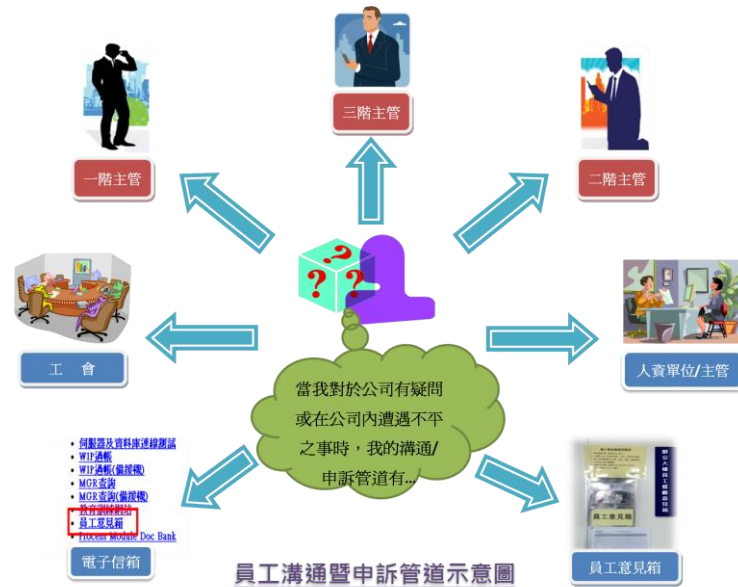 三階主管
一階主管
二階主管
? ? ?
工 會
人資單位/主管
當我對於公司有疑問
或在公司內遭遇不平
之事時，我的溝通/
申訴管道有...
• 伺服器及資料庫連線測試
• WIP過帳
• WIP過帳(備援機)
• MGR查詢
• MGR查詢(備援機)
• 教育訓練網站
• 員工意見箱
• Process Module Doc Bank
電子信箱
員工意見箱
員工意見箱
員工溝通暨申訴管道示意圖